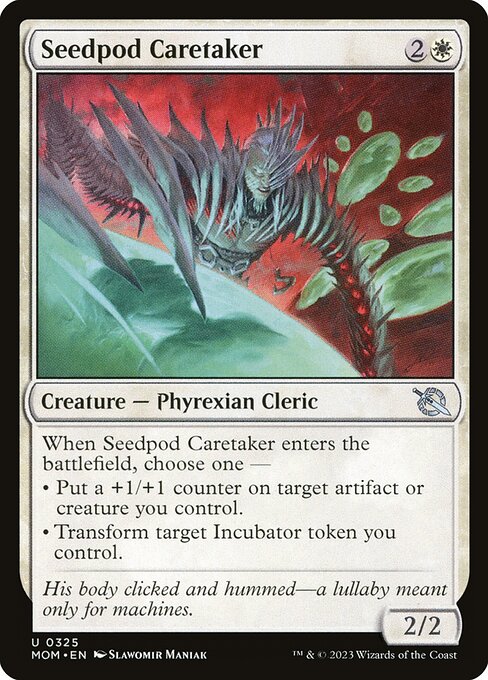 Seedpod Caretaker 2
Creature — Phyrexian Cleric
When Seedpod Caretaker enters the
battlefield, choose one —
• Put a +1/+1 counter on target artifact or
creature you control.
• Transform target Incubator token you
control.
His body clicked and hummed—a lullaby meant
only for machines.
2/2
U 0325
MOM • EN Slawomir Maniak
™ & © 2023 Wizards of the Coast